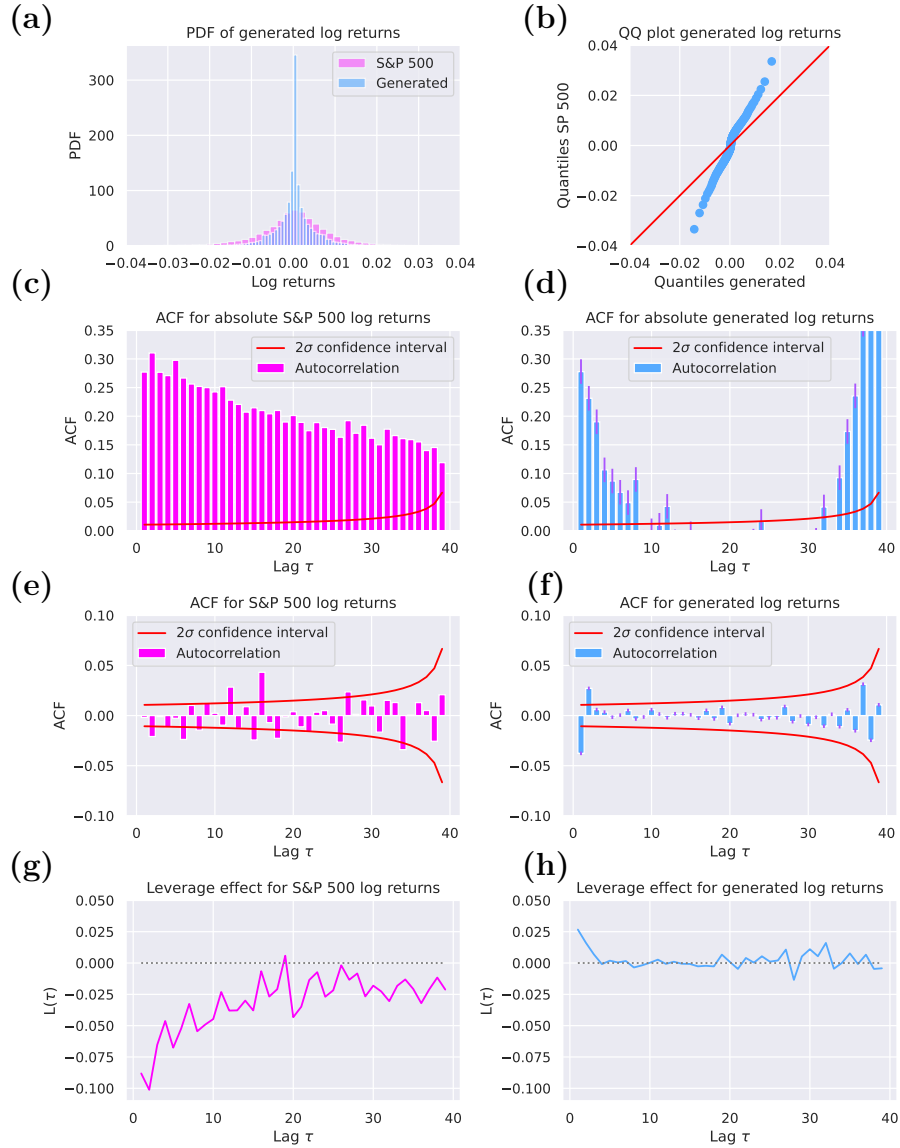 (a)
PDF of generated log returns
S&P 500
Generated
PDF
300
200
100
0
−0.04−0.03−0.02−0.01 0.00 0.01 0.02 0.03 0.04
Log returns
(b)
QQ plot generated log returns
Quantiles SP 500
0.04
0.02
0.00
−0.02
−0.04
−0.04 −0.02 0.00 0.02 0.04
Quantiles generated
(c)
ACF for absolute S&P 500 log returns
2σ confidence interval
Autocorrelation
ACF
0.35
0.30
0.25
0.20
0.15
0.10
0.05
0.00
0 10 20 30 40
Lag τ
(d)
ACF for absolute generated log returns
2σ confidence interval
Autocorrelation
ACF
0.35
0.30
0.25
0.20
0.15
0.10
0.05
0.00
0 10 20 30 40
Lag τ
(e)
ACF for S&P 500 log returns
2σ confidence interval
Autocorrelation
ACF
0.10
0.05
0.00
−0.05
−0.10
0 10 20 30 40
Lag τ
(f)
ACF for generated log returns
2σ confidence interval
Autocorrelation
ACF
0.10
0.05
0.00
−0.05
−0.10
0 10 20 30 40
Lag τ
(g)
Leverage effect for S&P 500 log returns
L(τ)
0.050
0.025
0.000
−0.025
−0.050
−0.075
−0.100
0 10 20 30 40
Lag τ
(h)
Leverage effect for generated log returns
L(τ)
0.050
0.025
0.000
−0.025
−0.050
−0.075
−0.100
0 10 20 30 40
Lag τ